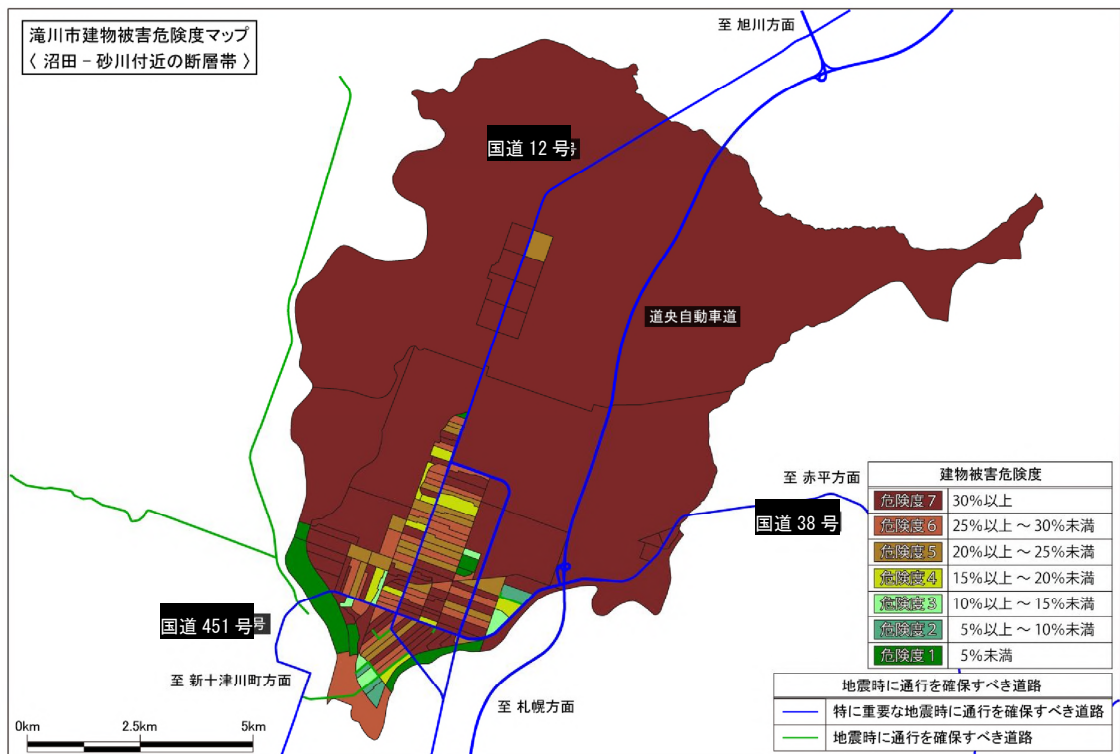 滝川市建物被害危険度マップ
〈 沼田－砂川付近の断層帯 〉
至 旭川方面
国道 12 号
道央自動車道
至 赤平方面
国道 38 号
国道 451 号
号
至 新十津川町方面
至 札幌方面
建物被害危険度
危険度７ 30%以上
危険度６ 25%以上 ～ 30%未満
危険度５ 20%以上 ～ 25%未満
危険度４ 15%以上 ～ 20%未満
危険度３ 10%以上 ～ 15%未満
危険度２ 5%以上 ～ 10%未満
危険度１ 5%未満
地震時に通行を確保すべき道路
特に重要な地震時に通行を確保すべき道路
地震時に通行を確保すべき道路
0km 2.5km 5km